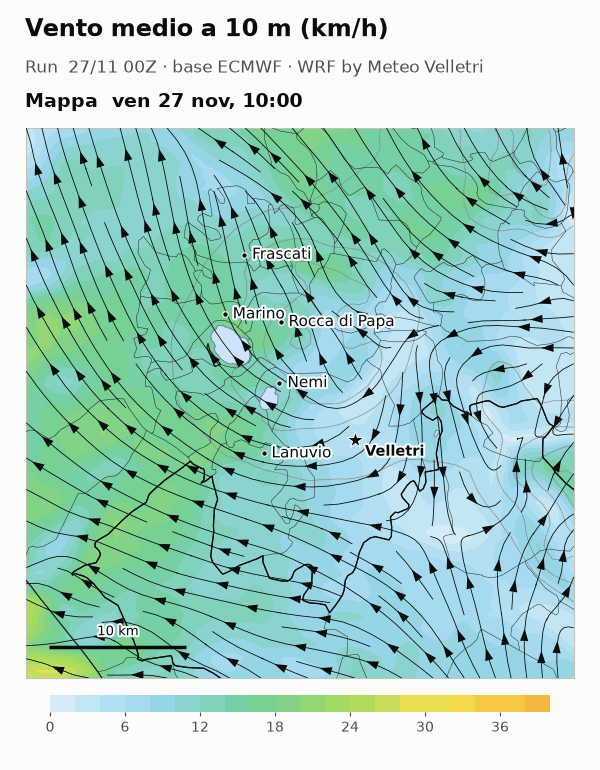 Vento medio a 10 m (km/h)
Run  27/11 00Z · base ECMWF · WRF by Meteo Velletri
Mappa  ven 27 nov, 10:00
Frascati
Marino
Rocca di Papa
Nemi
Velletri
Lanuvio
10 km
0 6 12 18 24 30 36